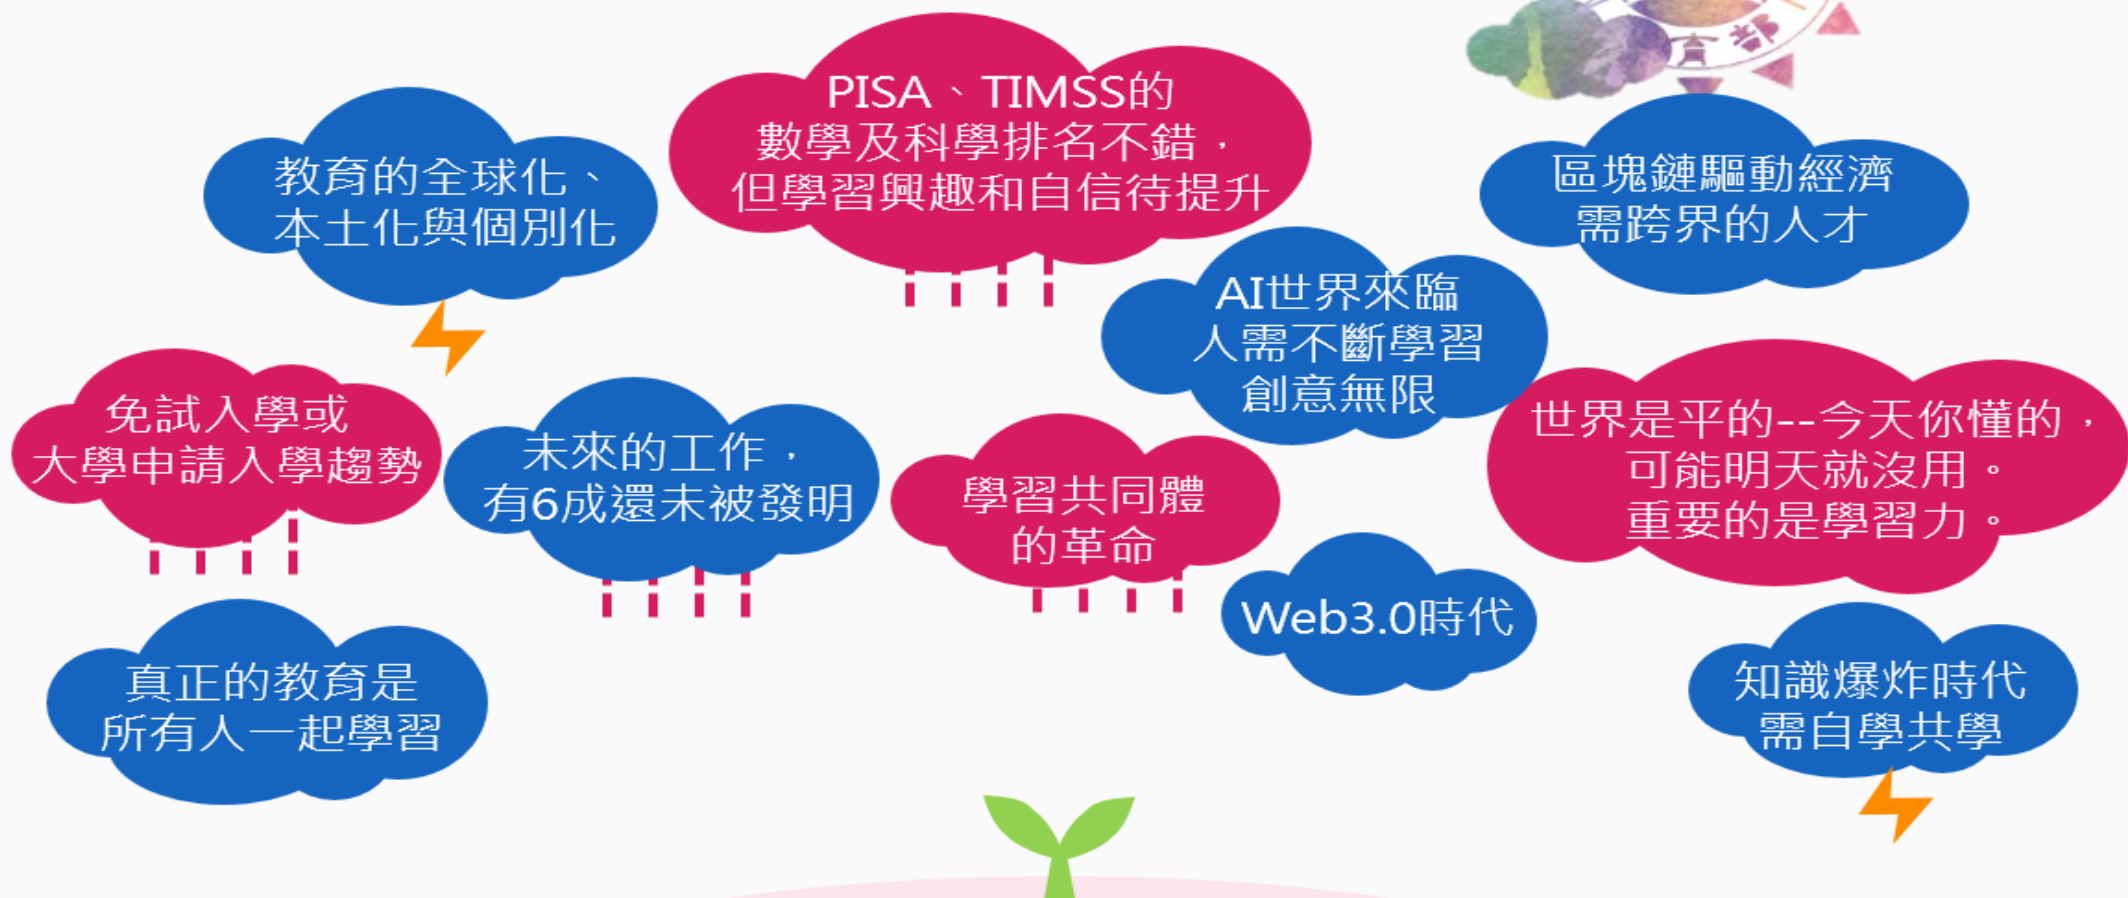 育部
PISA、TIMSS的
數學及科學排名不錯，
但學習興趣和自信待提升
教育的全球化、
本土化與個別化
區塊鏈驅動經濟
需跨界的人才
AI世界來臨
人需不斷學習
創意無限
免試入學或
大學申請入學趨勢
未來的工作，
有6成還未被發明
學習共同體
的革命
世界是平的--今天你懂的，
可能明天就沒用。
重要的是學習力。
Web3.0時代
真正的教育是
所有人一起學習
知識爆炸時代
需自學共學